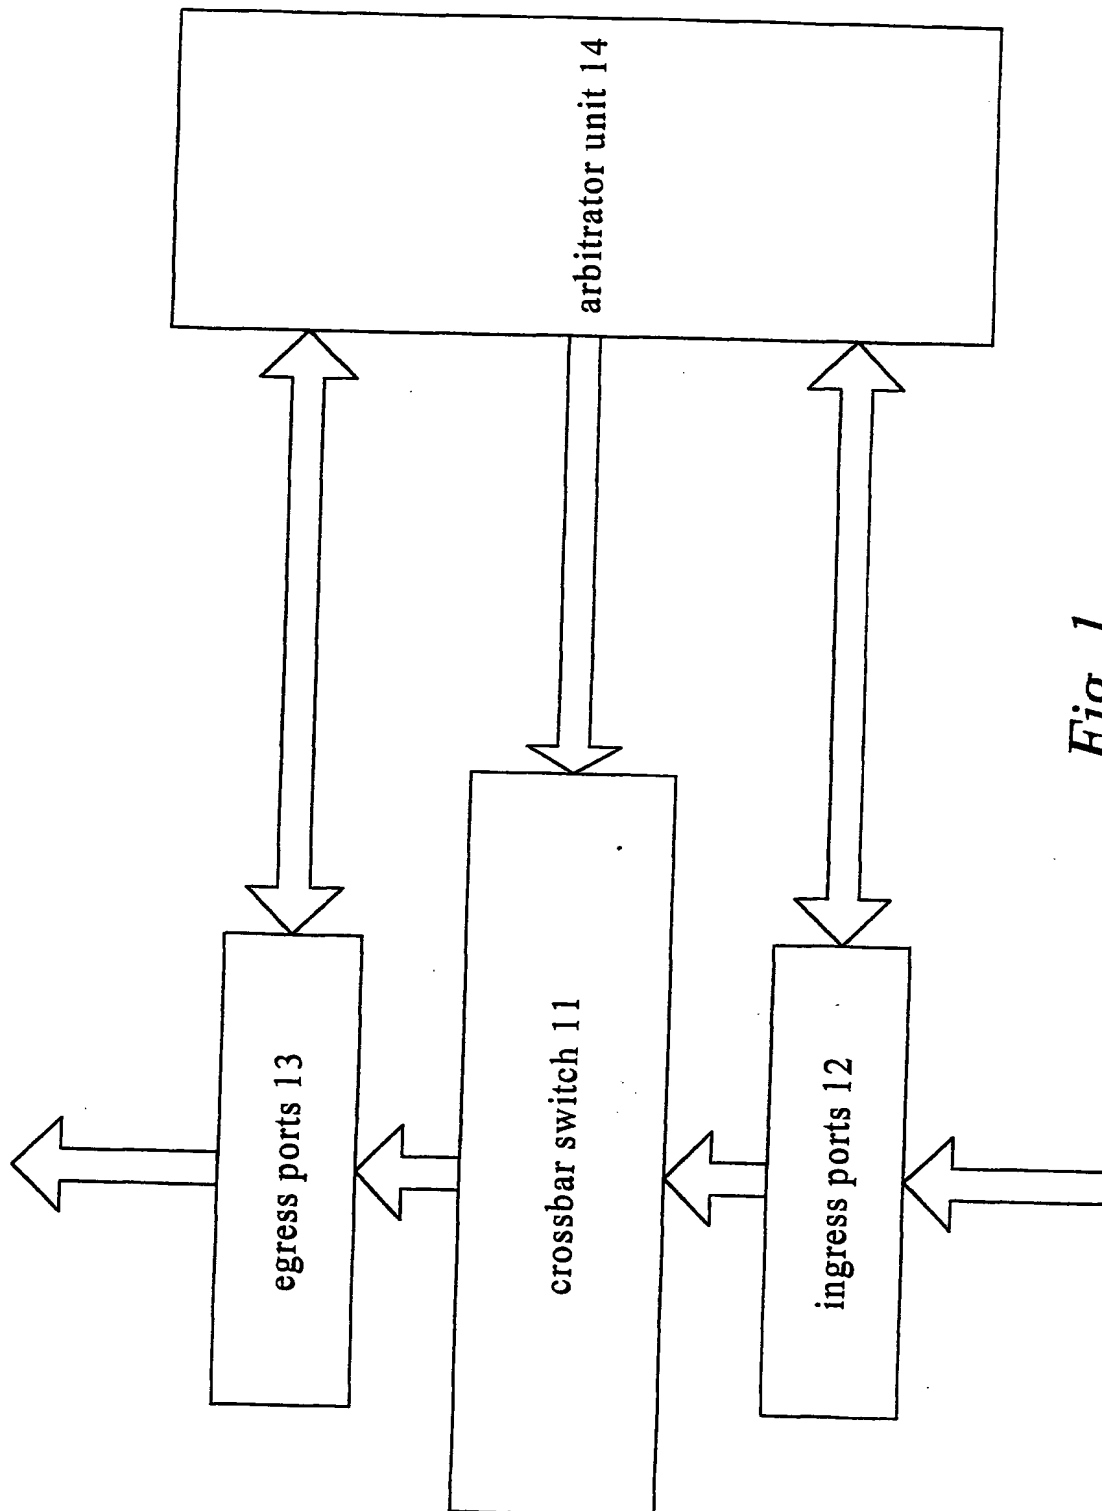 egress ports 13
crossbar switch 11
ingress ports 12
arbitrator unit 14
Fig. 1